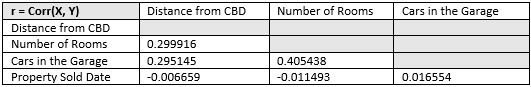 r = Corr(X, Y) Distance from CBD Number of Rooms Cars in the Garage
Distance from CBD
Number of Rooms 0.299916
Cars in the Garage 0.295145 0.405438
Property Sold Date -0.006659 -0.011493 0.016554